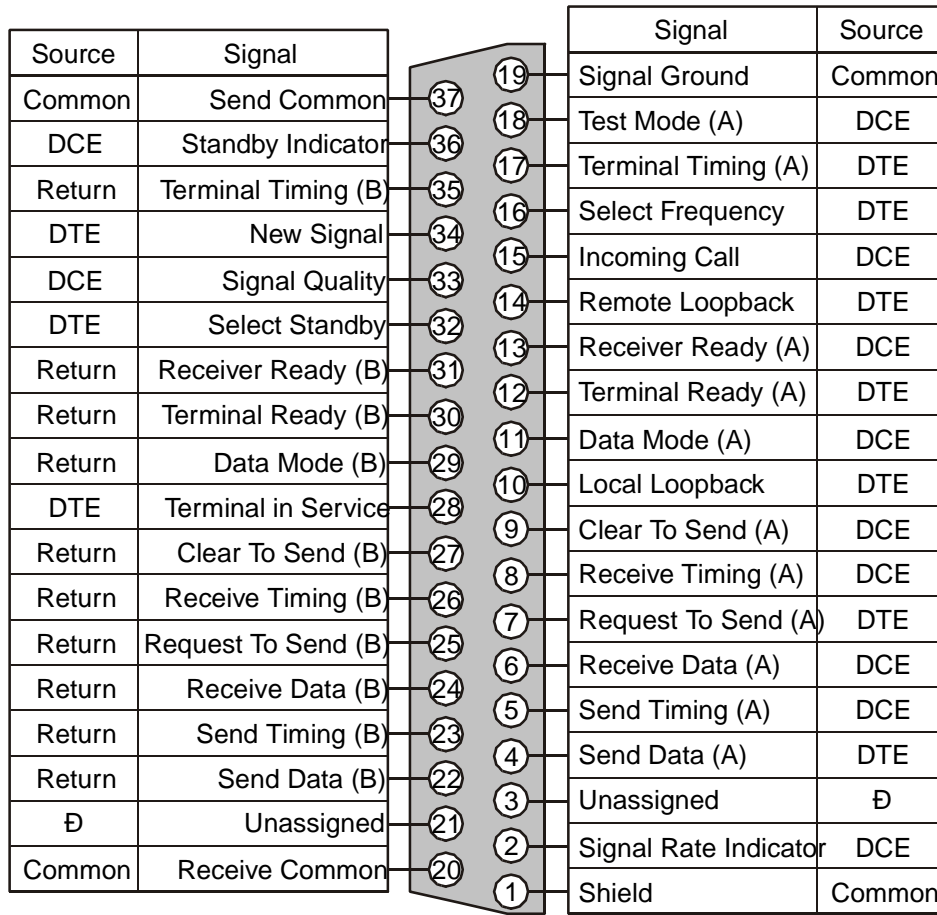 Source Signal
Common Send Common 37
DCE Standby Indicator 36
Return Terminal Timing (B) 35
DTE New Signal 34
DCE Signal Quality 33
DTE Select Standby 32
Return Receiver Ready (B) 31
Return Terminal Ready (B) 30
Return Data Mode (B) 29
DTE Terminal in Service 28
Return Clear To Send (B) 27
Return Receive Timing (B) 26
Return Request To Send (B) 25
Return Receive Data (B) 24
Return Send Timing (B) 23
Return Send Data (B) 22
Đ Unassigned 21
Common Receive Common 20
Signal Source
19 Signal Ground Common
18 Test Mode (A) DCE
17 Terminal Timing (A) DTE
16 Select Frequency DTE
15 Incoming Call DCE
14 Remote Loopback DTE
13 Receiver Ready (A) DCE
12 Terminal Ready (A) DTE
11 Data Mode (A) DCE
10 Local Loopback DTE
9 Clear To Send (A) DCE
8 Receive Timing (A) DCE
7 Request To Send (A) DTE
6 Receive Data (A) DCE
5 Send Timing (A) DCE
4 Send Data (A) DTE
3 Unassigned Đ
2 Signal Rate Indicator DCE
1 Shield Common